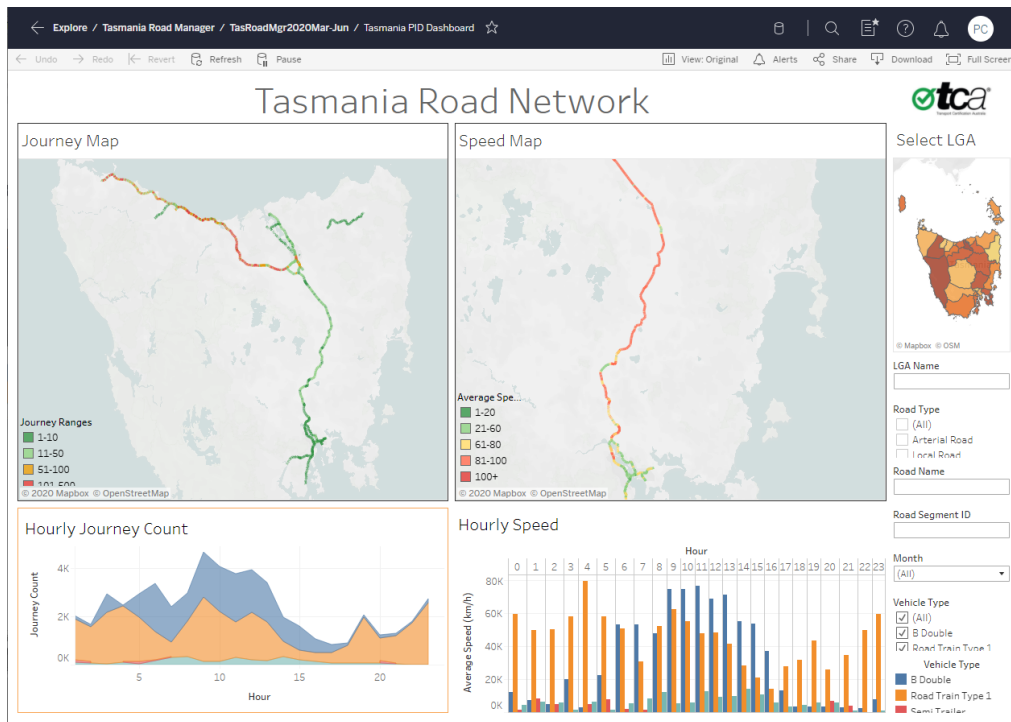 Explore / Tasmania Road Manager / TasRoadMgr2020Mar-Jun / Tasmania PID Dashboard
PC
Undo Redo Revert Refresh Pause View: Original Alerts Share Download Full Screen
Tasmania Road Network
tca
Transport Certification Australia
Journey Map
Journey Ranges
1-10
11-50
51-100
101-500
© 2020 Mapbox © OpenStreetMap
Speed Map
Average Spe...
1-20
21-60
61-80
81-100
100+
© 2020 Mapbox © OpenStreetMap
Select LGA
© Mapbox © OSM
LGA Name
Road Type
(All)
Arterial Road
Local Road
Road Name
Road Segment ID
Month
(All)
Vehicle Type
(All)
B Double
Road Train Type 1
Vehicle Type
B Double
Road Train Type 1
Semi Trailer
Hourly Journey Count
Journey Count
4K
2K
0K
5 10 15 20
Hour
Hourly Speed
Hour
0 1 2 3 4 5 6 7 8 9 10 11 12 13 14 15 16 17 18 19 20 21 22 23
Average Speed (km/h)
80K
60K
40K
20K
0K